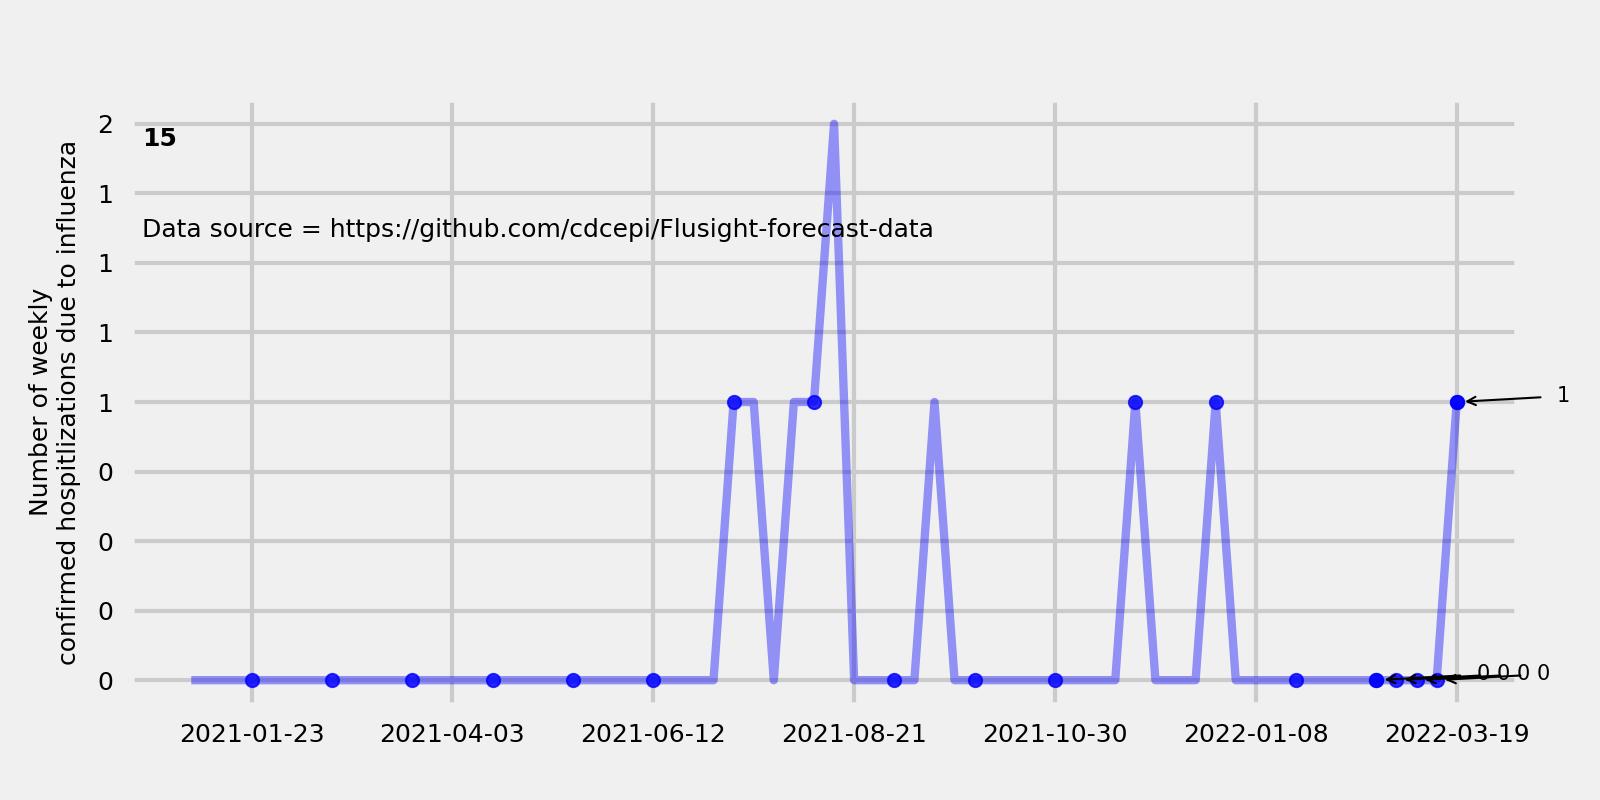 15
Data source = https://github.com/cdcepi/Flusight-forecast-data
Number of weekly
confirmed hospitlizations due to influenza
2
1
1
1
1
0
0
0
0
1
0 0 0 0
2021-01-23 2021-04-03 2021-06-12 2021-08-21 2021-10-30 2022-01-08 2022-03-19